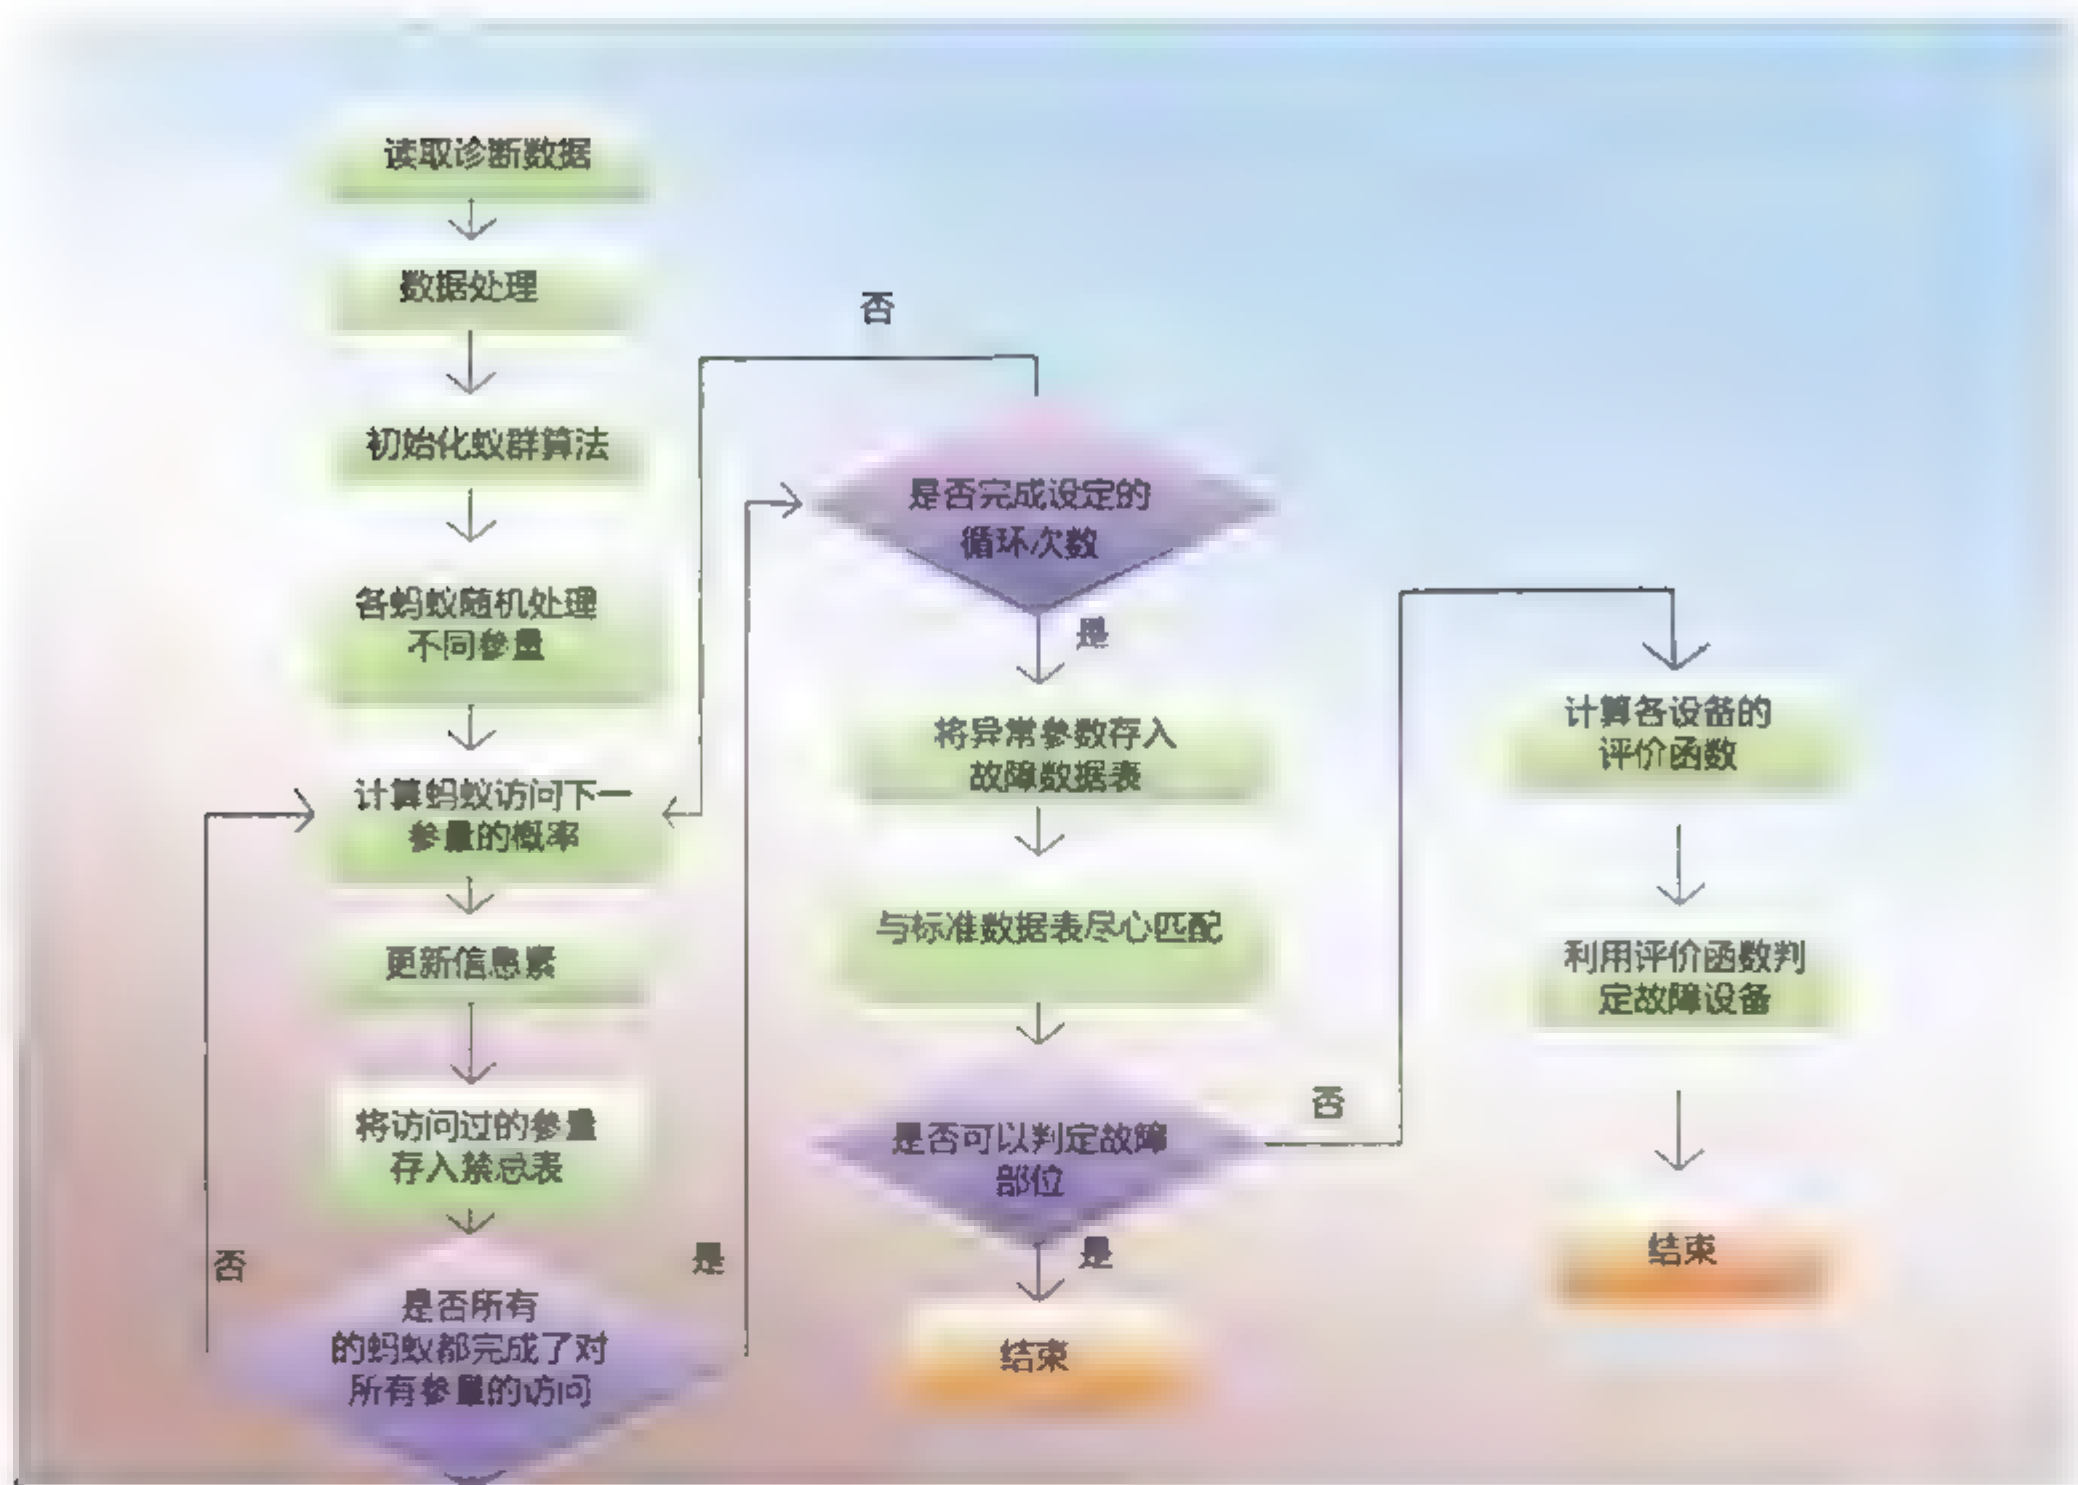 读取诊断数据
数据处理
初始化蚁群算法
各蚂蚁随机处理
不同参量
计算蚂蚁访问下一
参量的概率
更新信息素
将访问过的参量
存入禁忌表
否
是
是否所有
的蚂蚁都完成了对
所有参量的访问
否
是否完成设定的
循环次数
是
将异常参数存入
故障数据表
与标准数据表尽心匹配
是否可以判定故障
部位
否
是
结束
计算各设备的
评价函数
利用评价函数判
定故障设备
结束